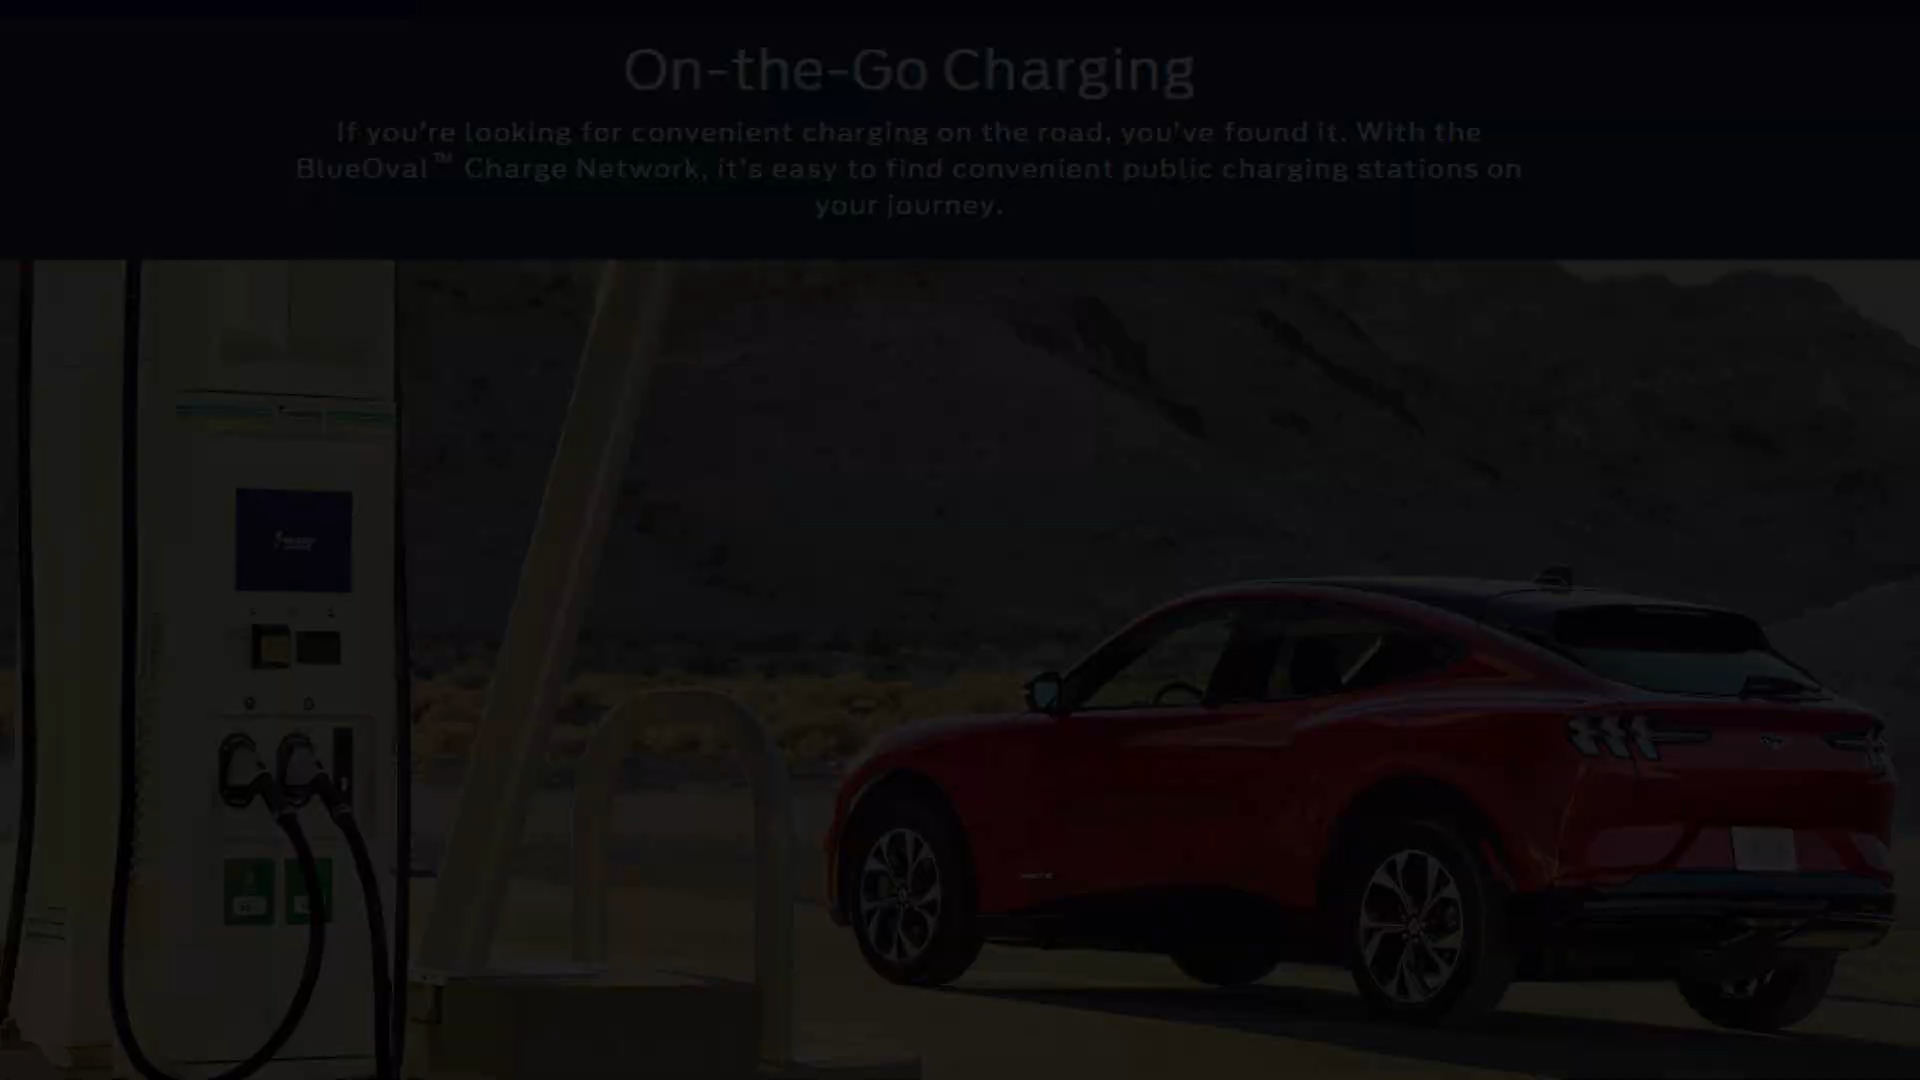 On-the-Go Charging
If you're looking for convenient charging on the road, you've found it. With the
BlueOval™ Charge Network, it's easy to find convenient public charging stations on
your journey.